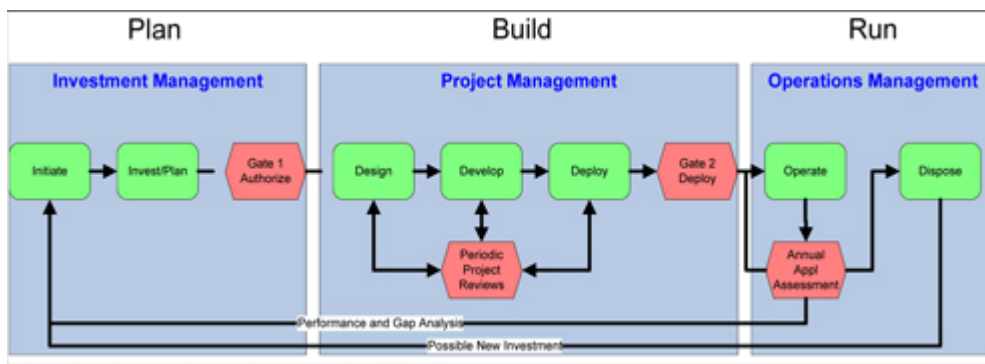 Plan
Build
Run
Investment Management
Project Management
Operations Management
Initiate
Invest/Plan
Gate 1
Authorize
Design
Develop
Deploy
Gate 2
Deploy
Operate
Dispose
Periodic
Project
Reviews
Annual
Appl
Assessment
Performance and Gap Analysis
Possible New Investment